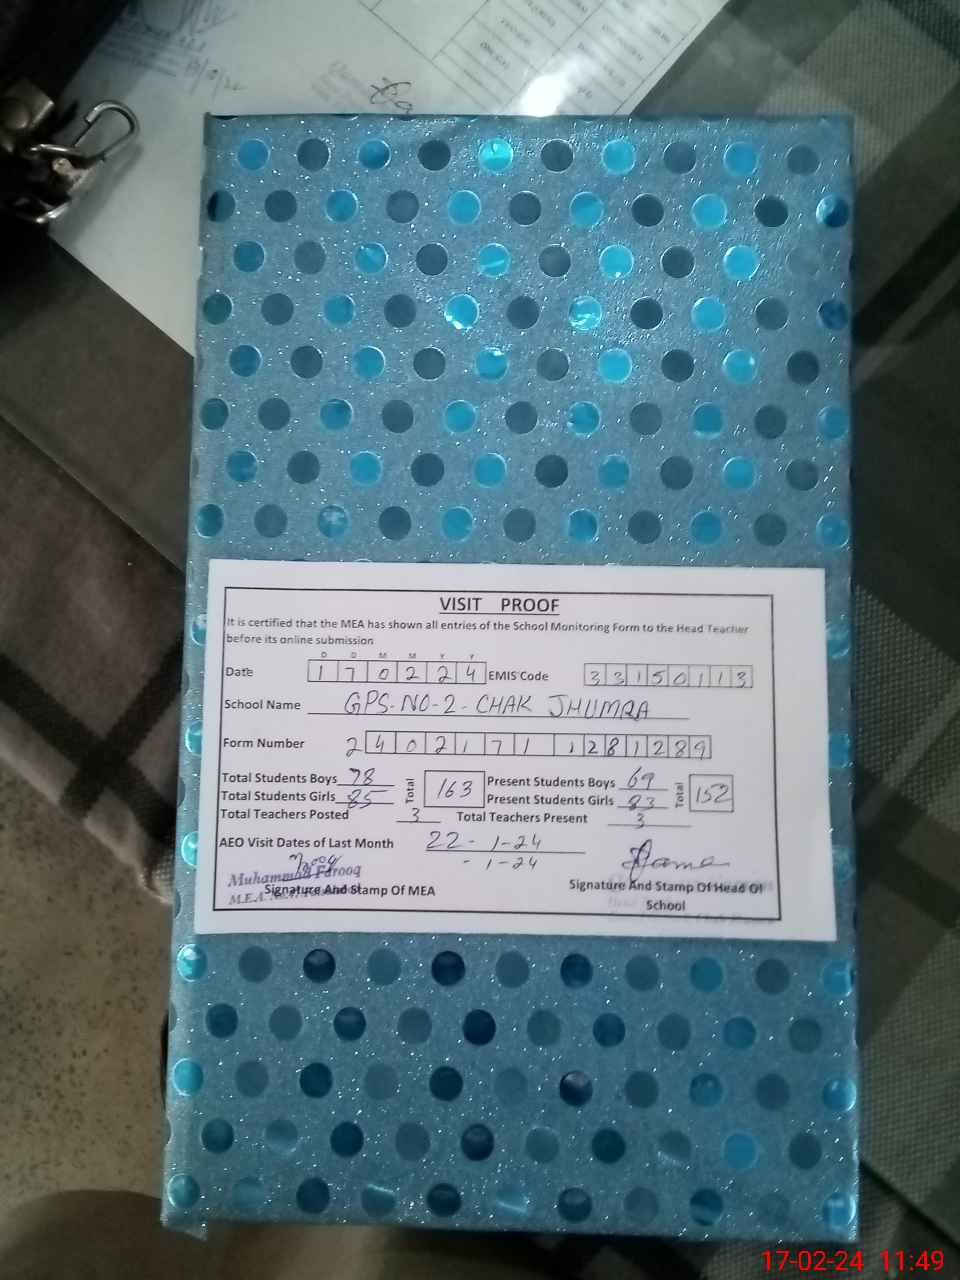 VISIT PROOF
It is certified that the MEA has shown all entries of the School Monitoring Form to the Head Teacher
before its online submission
D D M M Y Y
Date 1 7 0 2 2 4 EMIS Code 3 3 1 5 0 1 1 3
School Name GPS-NO-2-CHAK JHUMRA
Form Number 2 4 0 2 1 7 1 1 2 8 1 2 8 9
Total Students Boys 78 Total 163 Present Students Boys 69 Total 152
Total Students Girls 85 Present Students Girls 83
Total Teachers Posted 3 Total Teachers Present 3
AEO Visit Dates of Last Month 22-1-24
-1-24
Muhammad Farooq
M.E.A.
Signature And Stamp Of MEA Signature And Stamp Of Head Of
School
17-02-24 11:49